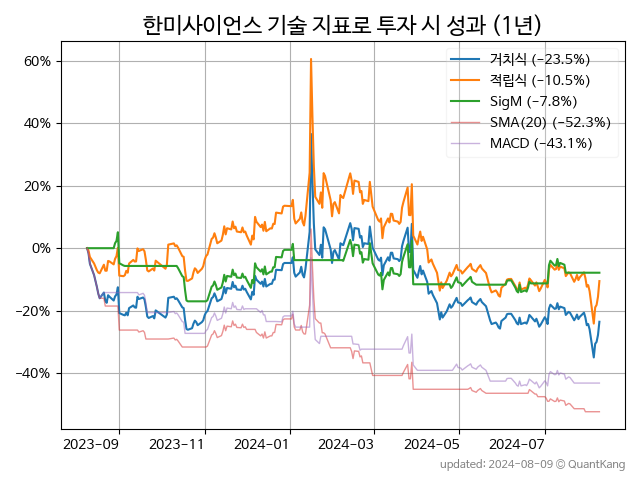 한미사이언스 기술 지표로 투자 시 성과 (1년)
60%
40%
20%
0%
−20%
−40%
거치식 (−23.5%)
적립식 (−10.5%)
SigM (−7.8%)
SMA(20) (−52.3%)
MACD (−43.1%)
2023-09
2023-11
2024-01
2024-03
2024-05
2024-07
updated: 2024-08-09 © QuantKang